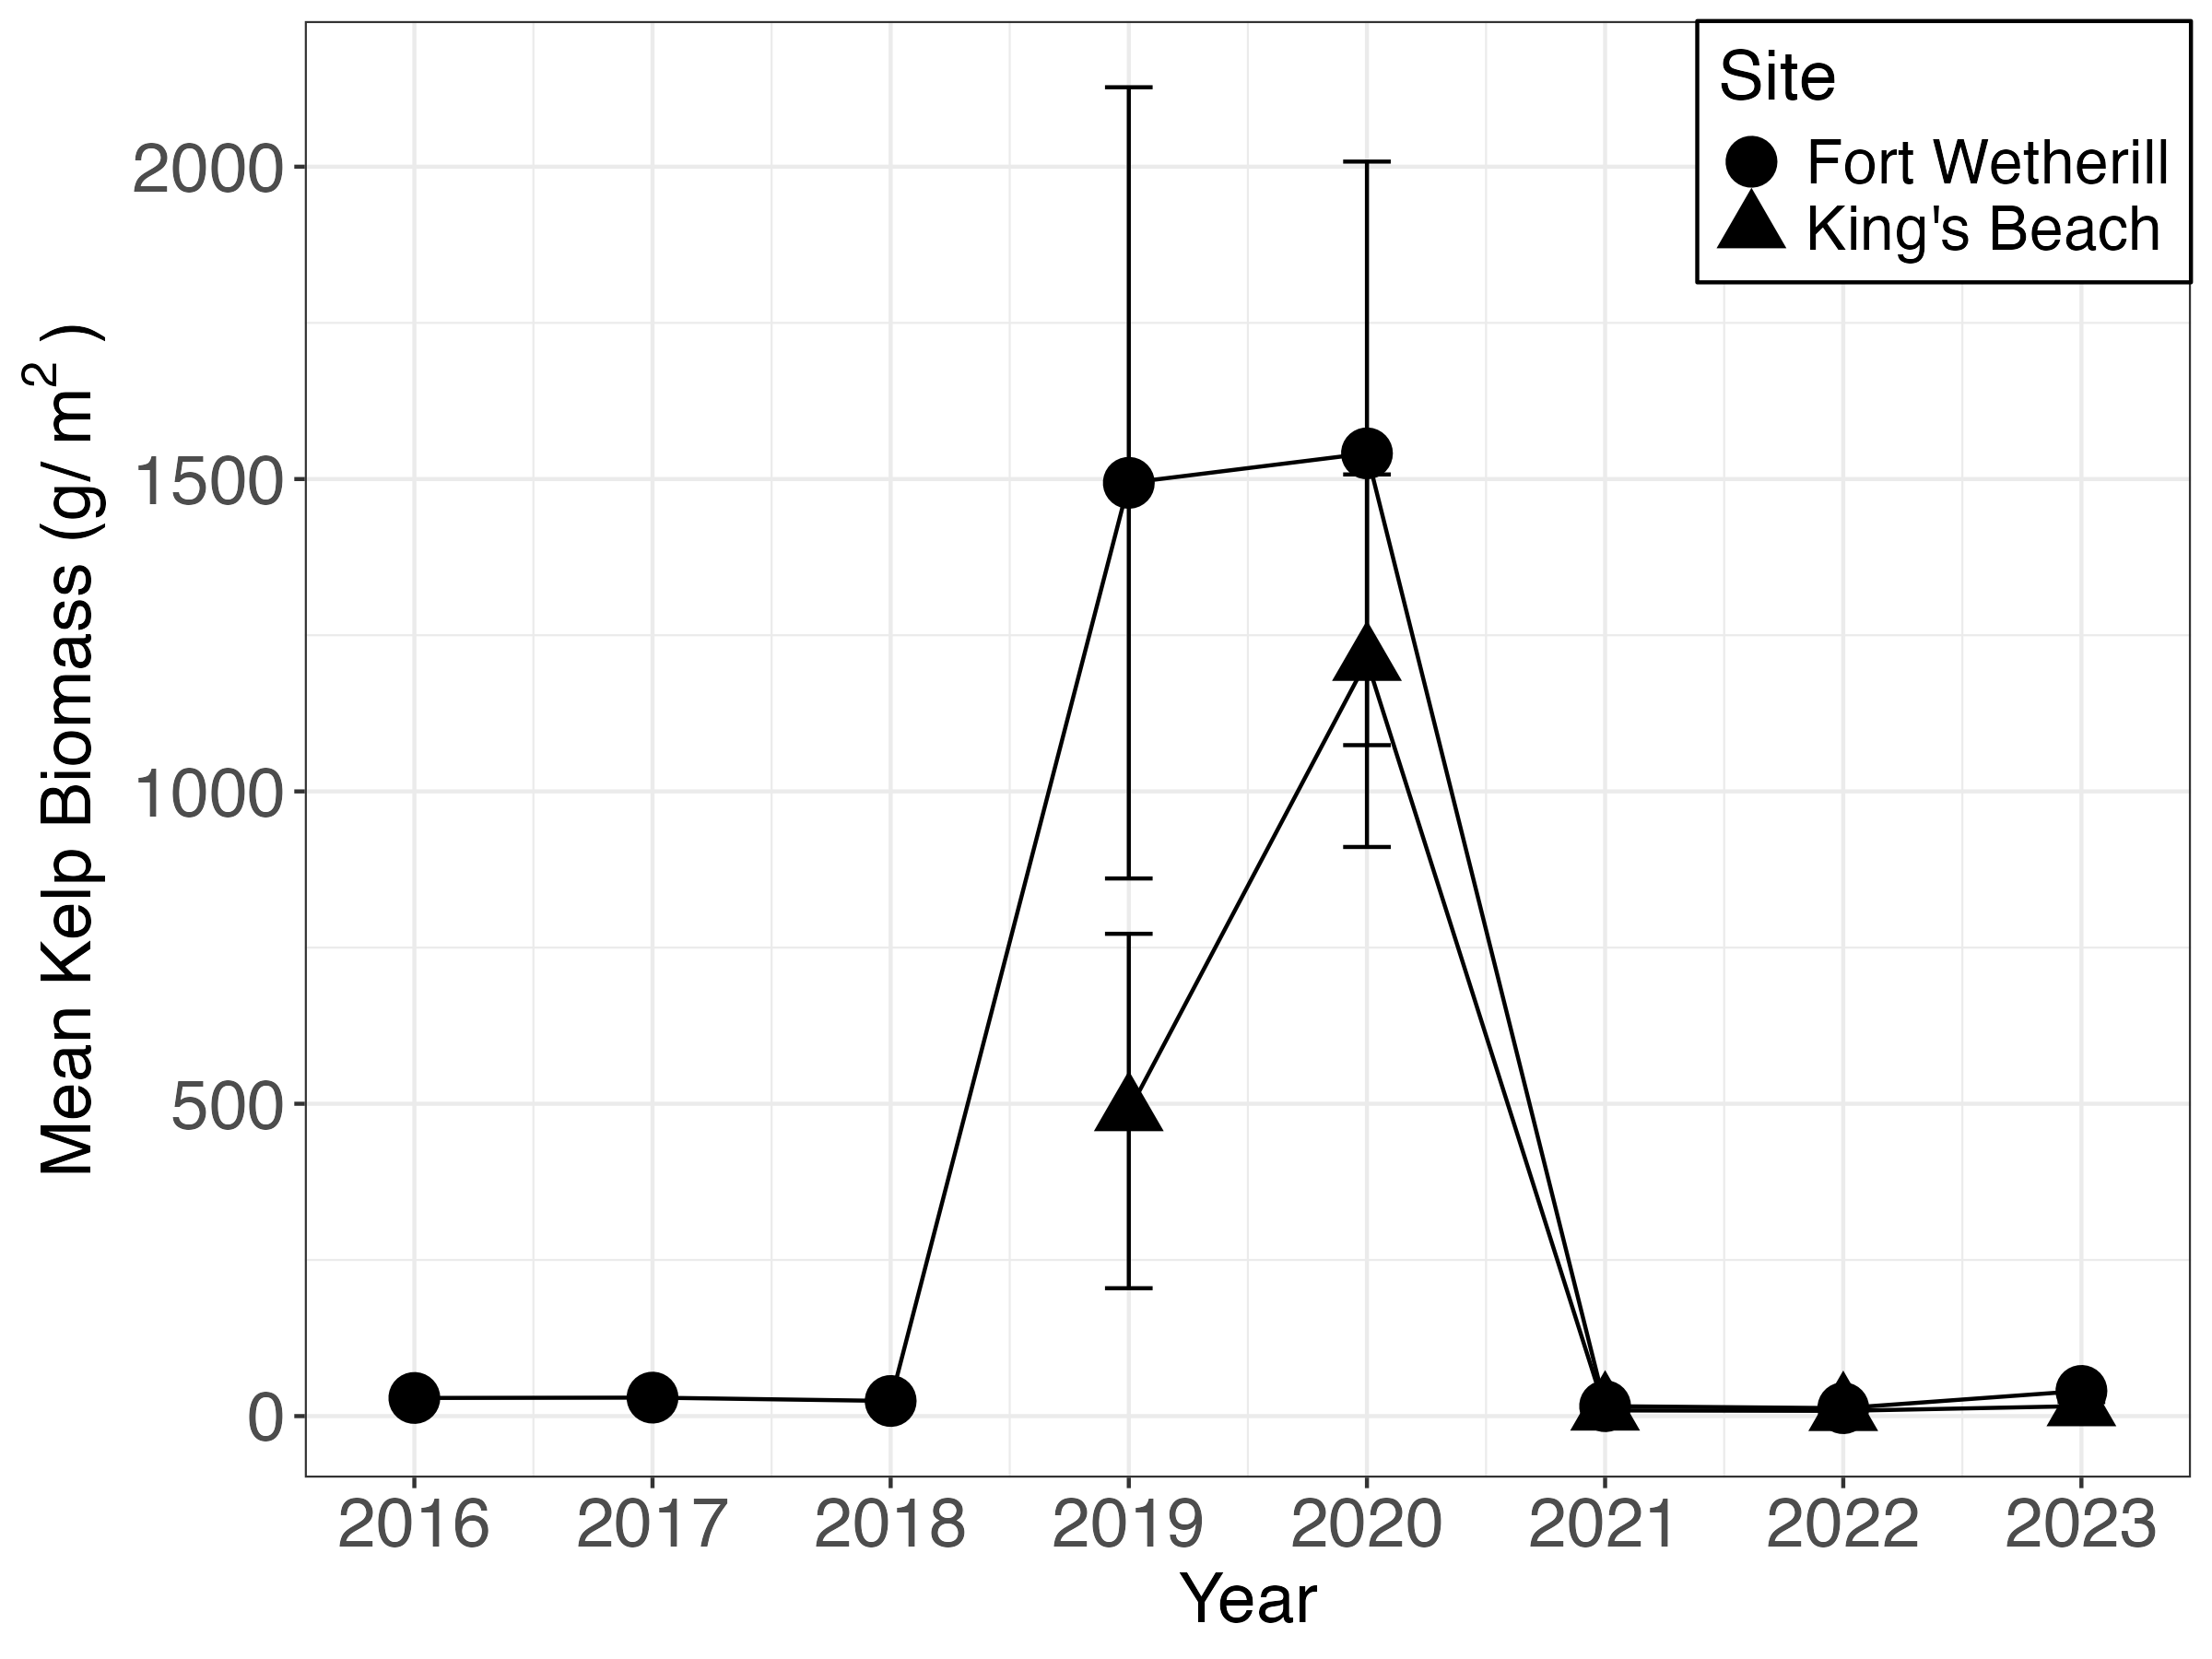 Site
Fort Wetherill
King's Beach
Mean Kelp Biomass (g/ m²)
2000
1500
1000
500
0
2016 2017 2018 2019 2020 2021 2022 2023
Year